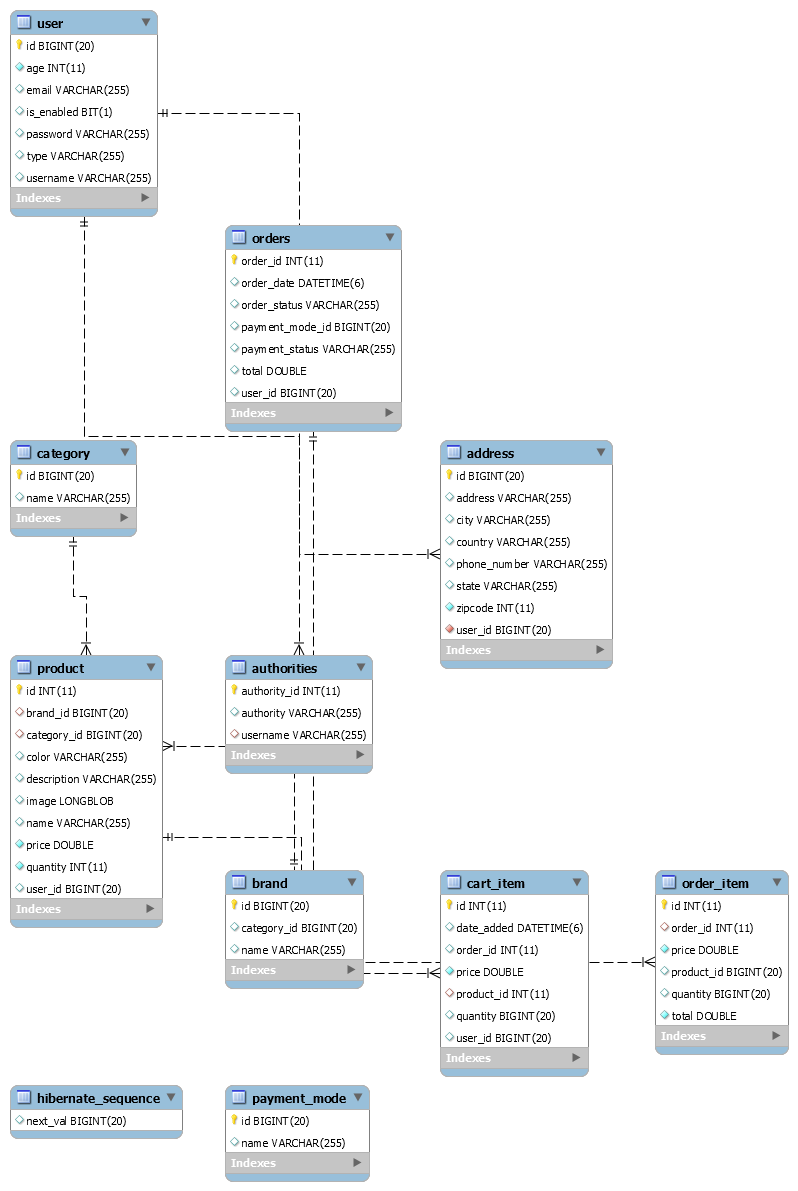 user
id BIGINT(20)
age INT(11)
email VARCHAR(255)
is_enabled BIT(1)
password VARCHAR(255)
type VARCHAR(255)
username VARCHAR(255)
Indexes
orders
order_id INT(11)
order_date DATETIME(6)
order_status VARCHAR(255)
payment_mode_id BIGINT(20)
payment_status VARCHAR(255)
total DOUBLE
user_id BIGINT(20)
Indexes
category
id BIGINT(20)
name VARCHAR(255)
Indexes
address
id BIGINT(20)
address VARCHAR(255)
city VARCHAR(255)
country VARCHAR(255)
phone_number VARCHAR(255)
state VARCHAR(255)
zipcode INT(11)
user_id BIGINT(20)
Indexes
product
id INT(11)
brand_id BIGINT(20)
category_id BIGINT(20)
color VARCHAR(255)
description VARCHAR(255)
image LONGBLOB
name VARCHAR(255)
price DOUBLE
quantity INT(11)
user_id BIGINT(20)
Indexes
authorities
authority_id INT(11)
authority VARCHAR(255)
username VARCHAR(255)
Indexes
brand
id BIGINT(20)
category_id BIGINT(20)
name VARCHAR(255)
Indexes
cart_item
id INT(11)
date_added DATETIME(6)
order_id INT(11)
price DOUBLE
product_id INT(11)
quantity BIGINT(20)
user_id BIGINT(20)
Indexes
order_item
id INT(11)
order_id INT(11)
price DOUBLE
product_id BIGINT(20)
quantity BIGINT(20)
total DOUBLE
Indexes
hibernate_sequence
next_val BIGINT(20)
payment_mode
id BIGINT(20)
name VARCHAR(255)
Indexes